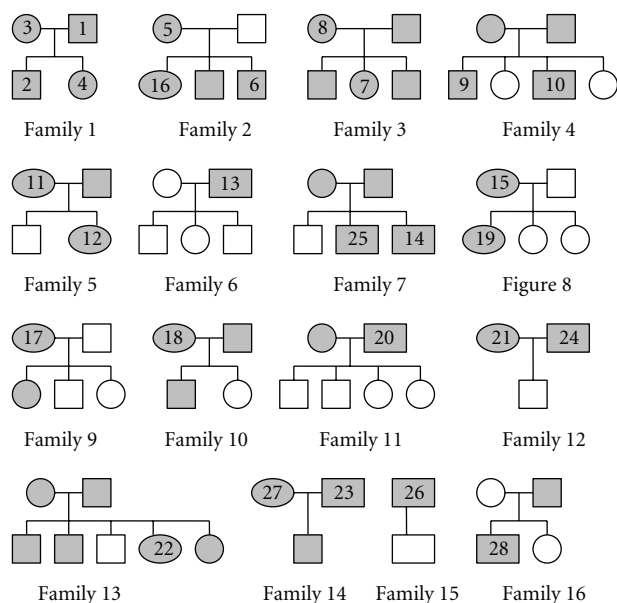 3 1 5 8
2 4 16 6 7 9 10
Family 1 Family 2 Family 3 Family 4
11 13 15
12 25 14 19
Family 5 Family 6 Family 7 Figure 8
17 18 20 21 24
Family 9 Family 10 Family 11 Family 12
27 23 26
22 28
Family 13 Family 14 Family 15 Family 16